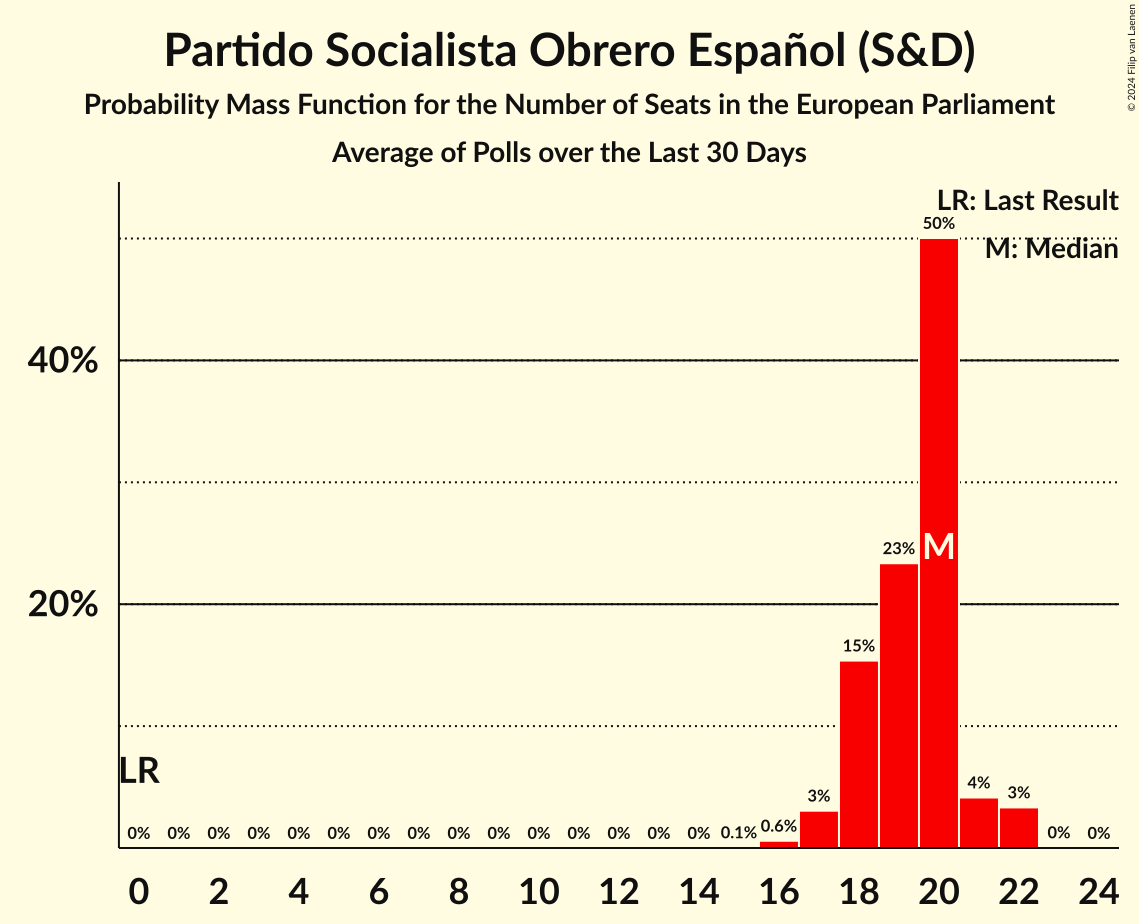 Partido Socialista Obrero Español (S&D)
Probability Mass Function for the Number of Seats in the European Parliament
Average of Polls over the Last 30 Days
© 2024 Filip van Laenen
LR: Last Result
M: Median
50%
40%
23%
M
20%
15%
LR
4%
3%
3%
0% 0% 0% 0% 0% 0% 0% 0% 0% 0% 0% 0% 0% 0% 0% 0.1% 0.6% 0% 0%
0 2 4 6 8 10 12 14 16 18 20 22 24